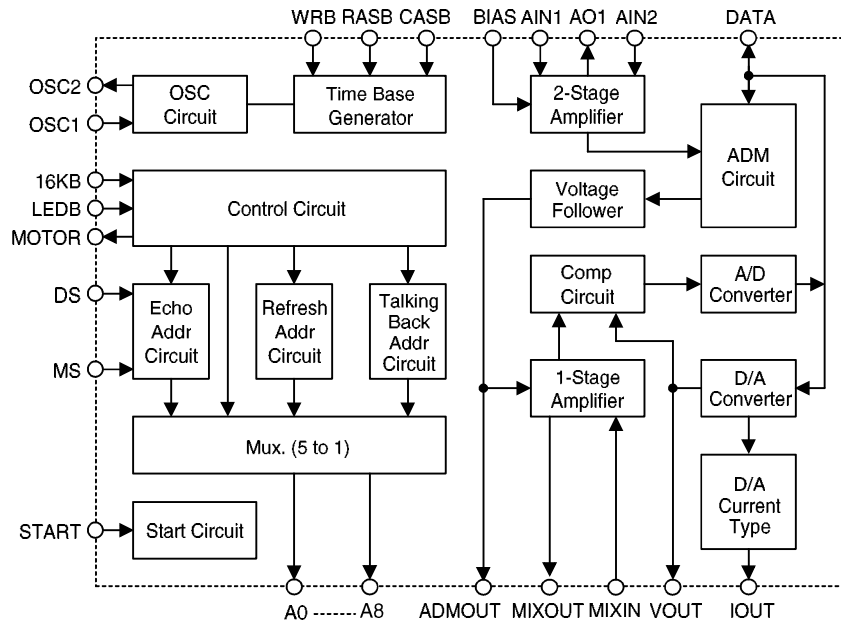 WRB RASB CASB BIAS AIN1 AO1 AIN2 DATA
OSC2
OSC1
OSC
Circuit
Time Base
Generator
2-Stage
Amplifier
ADM
Circuit
16KB
LEDB
MOTOR
Control Circuit
Voltage
Follower
DS
MS
Echo
Addr
Circuit
Refresh
Addr
Circuit
Talking
Back
Addr
Circuit
Comp
Circuit
A/D
Converter
1-Stage
Amplifier
D/A
Converter
Mux. (5 to 1)
D/A
Current
Type
START
Start Circuit
A0 ------ A8 ADMOUT MIXOUT MIXIN VOUT IOUT